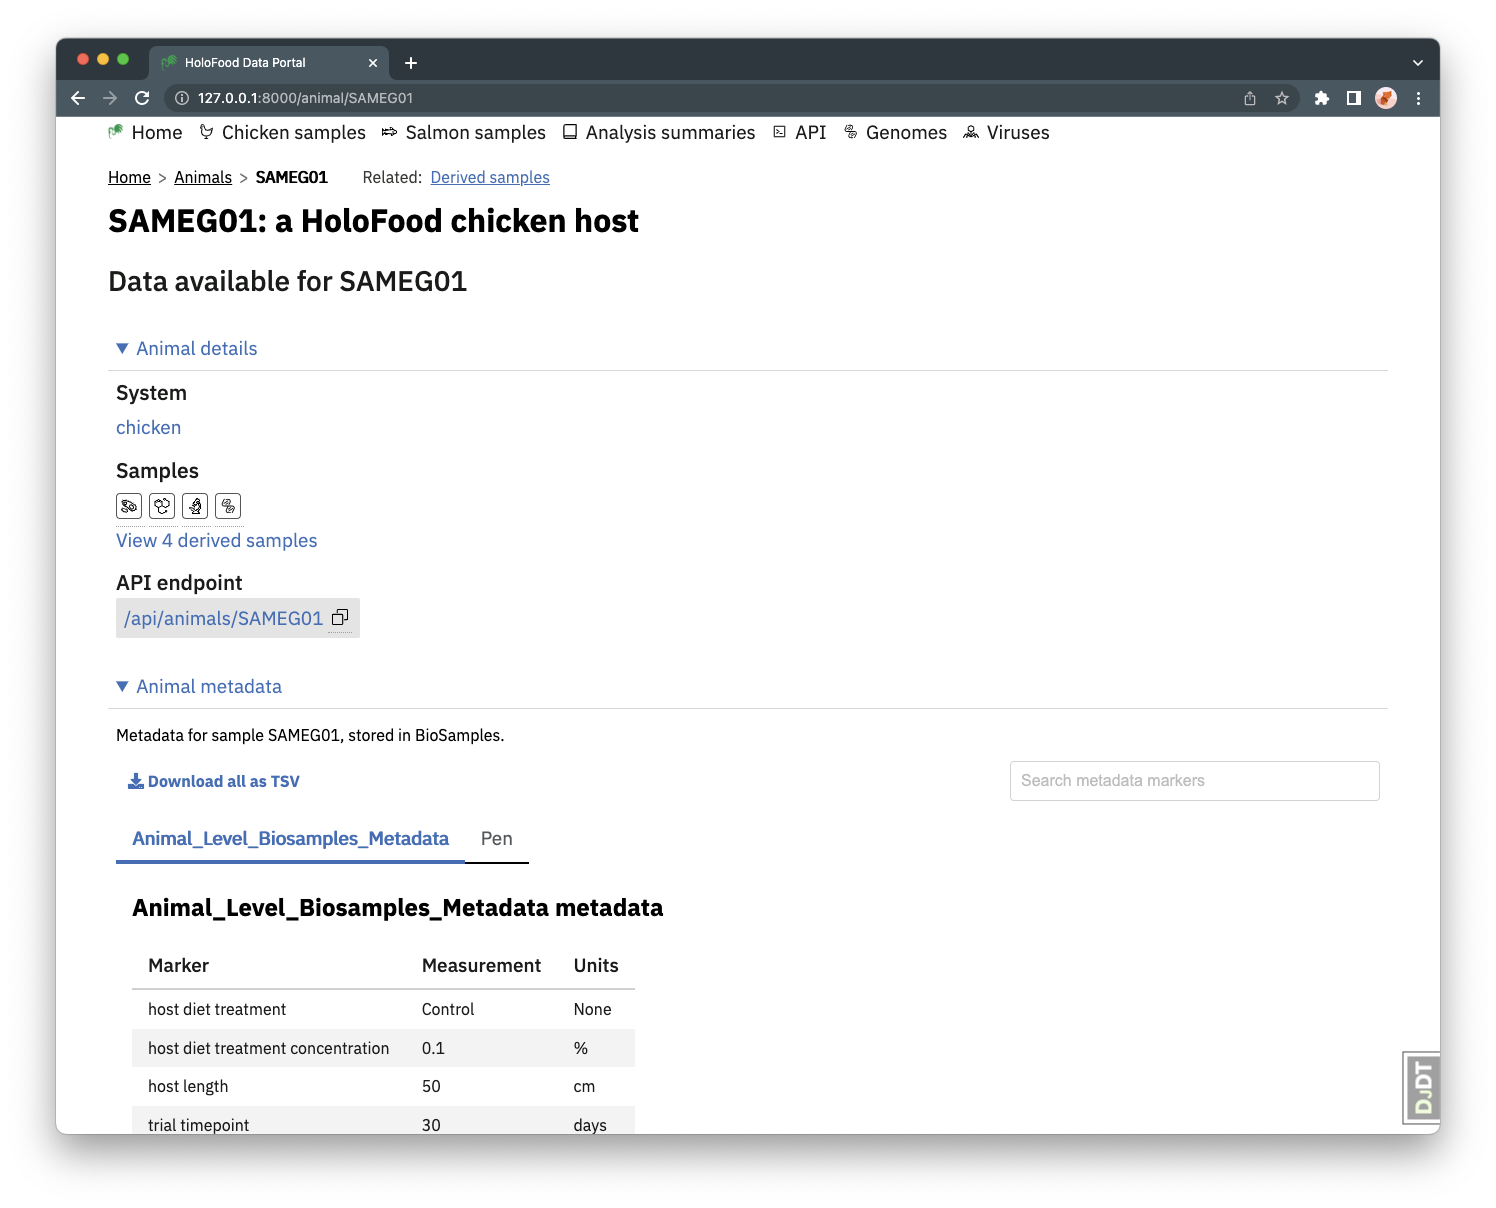 HoloFood Data Portal
127.0.0.1:8000/animal/SAMEG01
Home Chicken samples Salmon samples Analysis summaries API Genomes Viruses
Home > Animals > SAMEG01 Related: Derived samples
SAMEG01: a HoloFood chicken host
Data available for SAMEG01
Animal details
System
chicken
Samples
View 4 derived samples
API endpoint
/api/animals/SAMEG01
Animal metadata
Metadata for sample SAMEG01, stored in BioSamples.
Download all as TSV
Search metadata markers
Animal_Level_Biosamples_Metadata Pen
Animal_Level_Biosamples_Metadata metadata
Marker Measurement Units
host diet treatment Control None
host diet treatment concentration 0.1 %
host length 50 cm
trial timepoint 30 days
DJDT